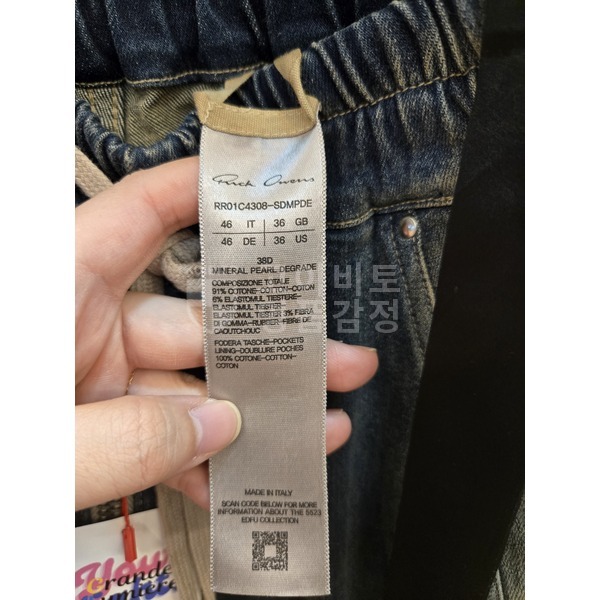 Rick Owens
RR01C4308-SDMPDE
46 IT 36 GB
46 DE 36 US
38D
MINERAL PEARL DEGRADE
COMPOSIZIONE TOTALE
91% COTONE-COTTON-COTON
6% ELASTOMUL TIESTERE-
ELASTOMUL TIESTER-
ELASTOMUL TIESTER 3% FIBRA
DI GOMMA-RUBBER-FIBRE DE
CAOUTCHOUC
FODERA TASCHE-POCKETS
LINING-DOUBLURE POCHES
100% COTONE-COTTON-
COTON
MADE IN ITALY
SCAN CODE BELOW FOR MORE
INFORMATION ABOUT THE SS23
EDFU COLLECTION
비토
감정
Grande